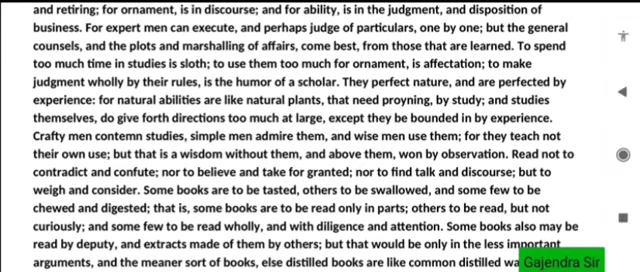 and retiring; for ornament, is in discourse; and for ability, is in the judgment, and disposition of
business. For expert men can execute, and perhaps judge of particulars, one by one; but the general
counsels, and the plots and marshalling of affairs, come best, from those that are learned. To spend
too much time in studies is sloth; to use them too much for ornament, is affectation; to make
judgment wholly by their rules, is the humor of a scholar. They perfect nature, and are perfected by
experience: for natural abilities are like natural plants, that need proyning, by study; and studies
themselves, do give forth directions too much at large, except they be bounded in by experience.
Crafty men contemn studies, simple men admire them, and wise men use them; for they teach not
their own use; but that is a wisdom without them, and above them, won by observation. Read not to
contradict and confute; nor to believe and take for granted; nor to find talk and discourse; but to
weigh and consider. Some books are to be tasted, others to be swallowed, and some few to be
chewed and digested; that is, some books are to be read only in parts; others to be read, but not
curiously; and some few to be read wholly, and with diligence and attention. Some books also may be
read by deputy, and extracts made of them by others; but that would be only in the less important
arguments, and the meaner sort of books, else distilled books are like common distilled wa
Gajendra Sir